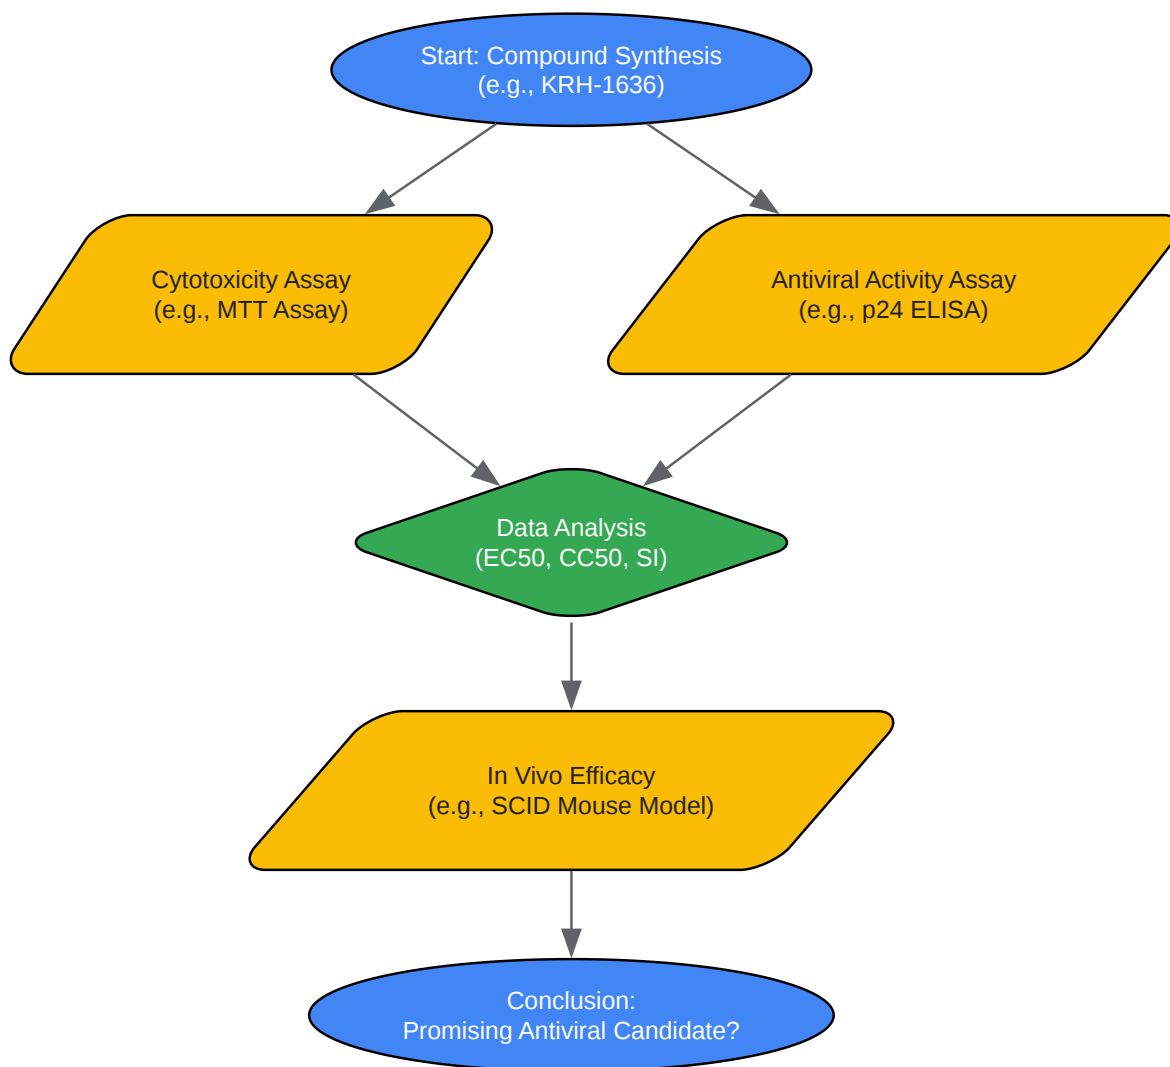 Start: Compound Synthesis
(e.g., KRH-1636)
Cytotoxicity Assay
(e.g., MTT Assay)
Antiviral Activity Assay
(e.g., p24 ELISA)
Data Analysis
(EC50, CC50, SI)
In Vivo Efficacy
(e.g., SCID Mouse Model)
Conclusion:
Promising Antiviral Candidate?